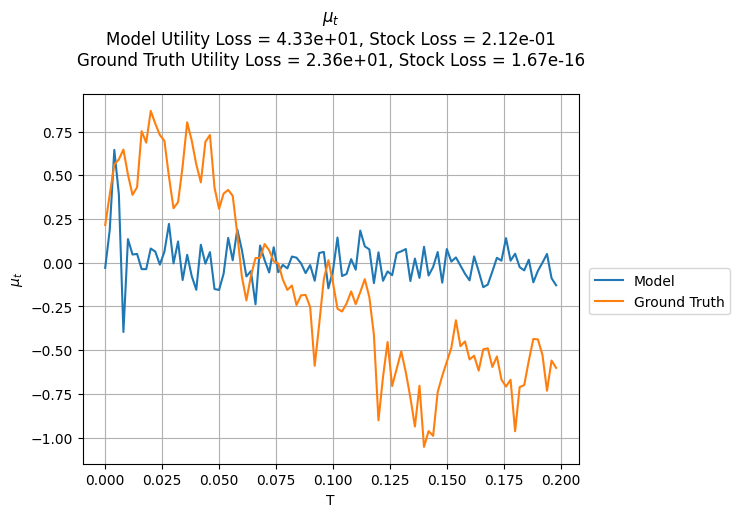 μₜ
Model Utility Loss = 4.33e+01, Stock Loss = 2.12e-01
Ground Truth Utility Loss = 2.36e+01, Stock Loss = 1.67e-16
μₜ
0.75
0.50
0.25
0.00
−0.25
−0.50
−0.75
−1.00
0.000 0.025 0.050 0.075 0.100 0.125 0.150 0.175 0.200
T
Model
Ground Truth